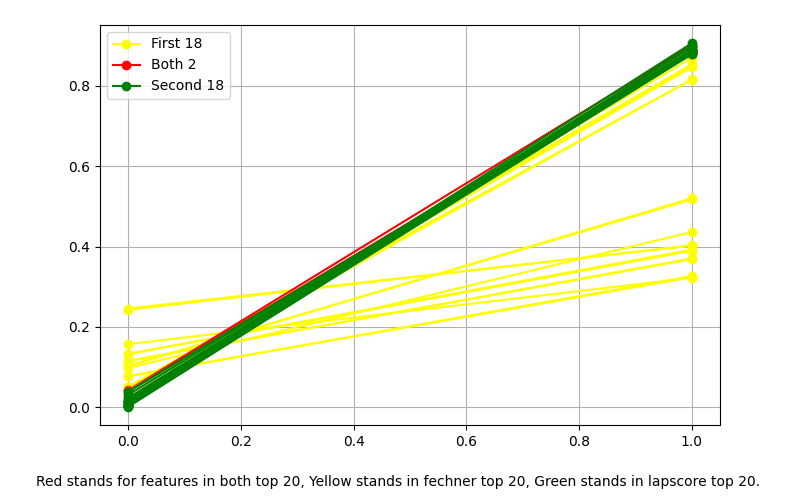 First 18
Both 2
Second 18
0.8
0.6
0.4
0.2
0.0
0.0 0.2 0.4 0.6 0.8 1.0
Red stands for features in both top 20, Yellow stands in fechner top 20, Green stands in lapscore top 20.